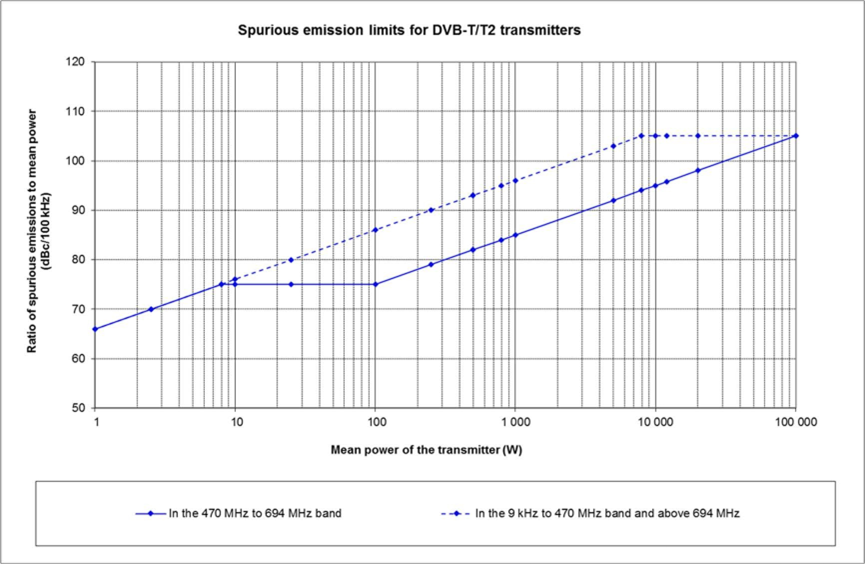 Spurious emission limits for DVB-T/T2 transmitters
120
110
100
90
80
70
60
50
Ratio of spurious emissions to mean power
(dBc/100 kHz)
1
10
100
1 000
10 000
100 000
Mean power of the transmitter (W)
In the 470 MHz to 694 MHz band
In the 9 kHz to 470 MHz band and above 694 MHz